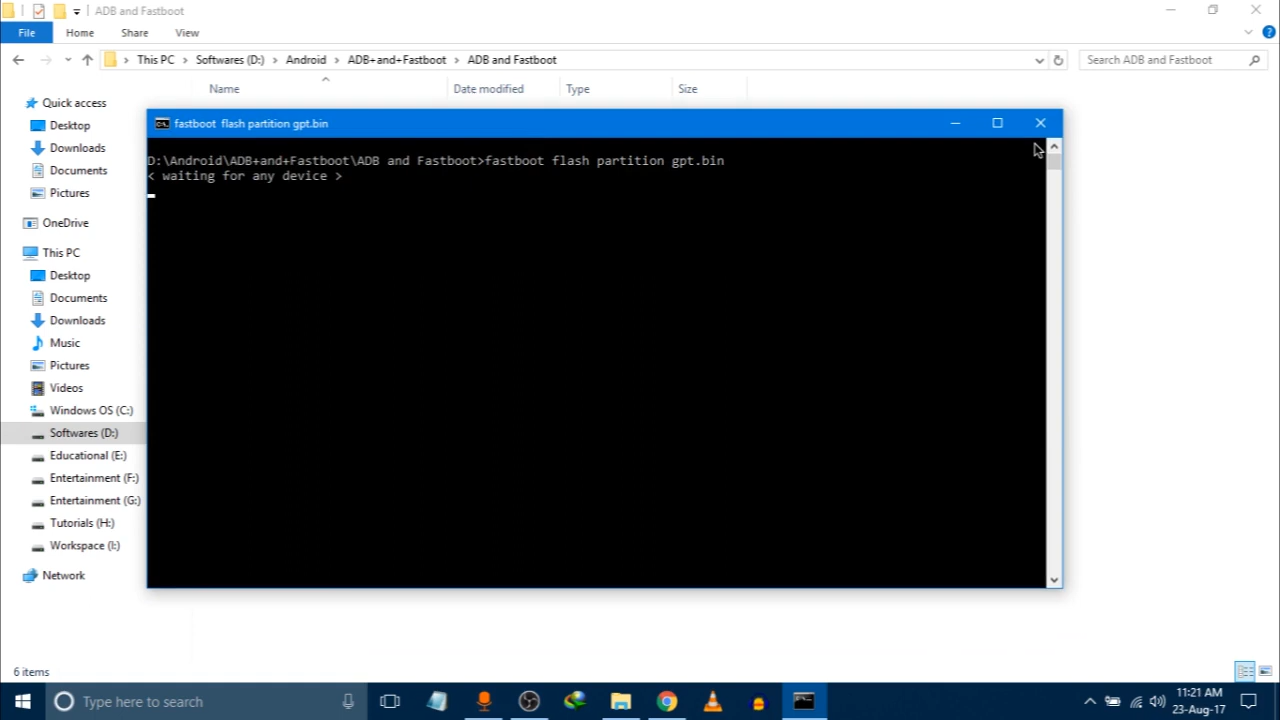 ADB and Fastboot
File Home Share View
This PC Softwares (D:) Android ADB+and+Fastboot ADB and Fastboot Search ADB and Fastboot
Name Date modified Type Size
Quick access
Desktop
Downloads
Documents
Pictures
OneDrive
This PC
Desktop
Documents
Downloads
Music
Pictures
Videos
Windows OS (C:)
Softwares (D:)
Educational (E:)
Entertainment (F:)
Entertainment (G:)
Tutorials (H:)
Workspace (I:)
Network
fastboot flash partition gpt.bin
D:\Android\ADB+and+Fastboot\ADB and Fastboot>fastboot flash partition gpt.bin
< waiting for any device >
6 items
Type here to search
11:21 AM
23-Aug-17